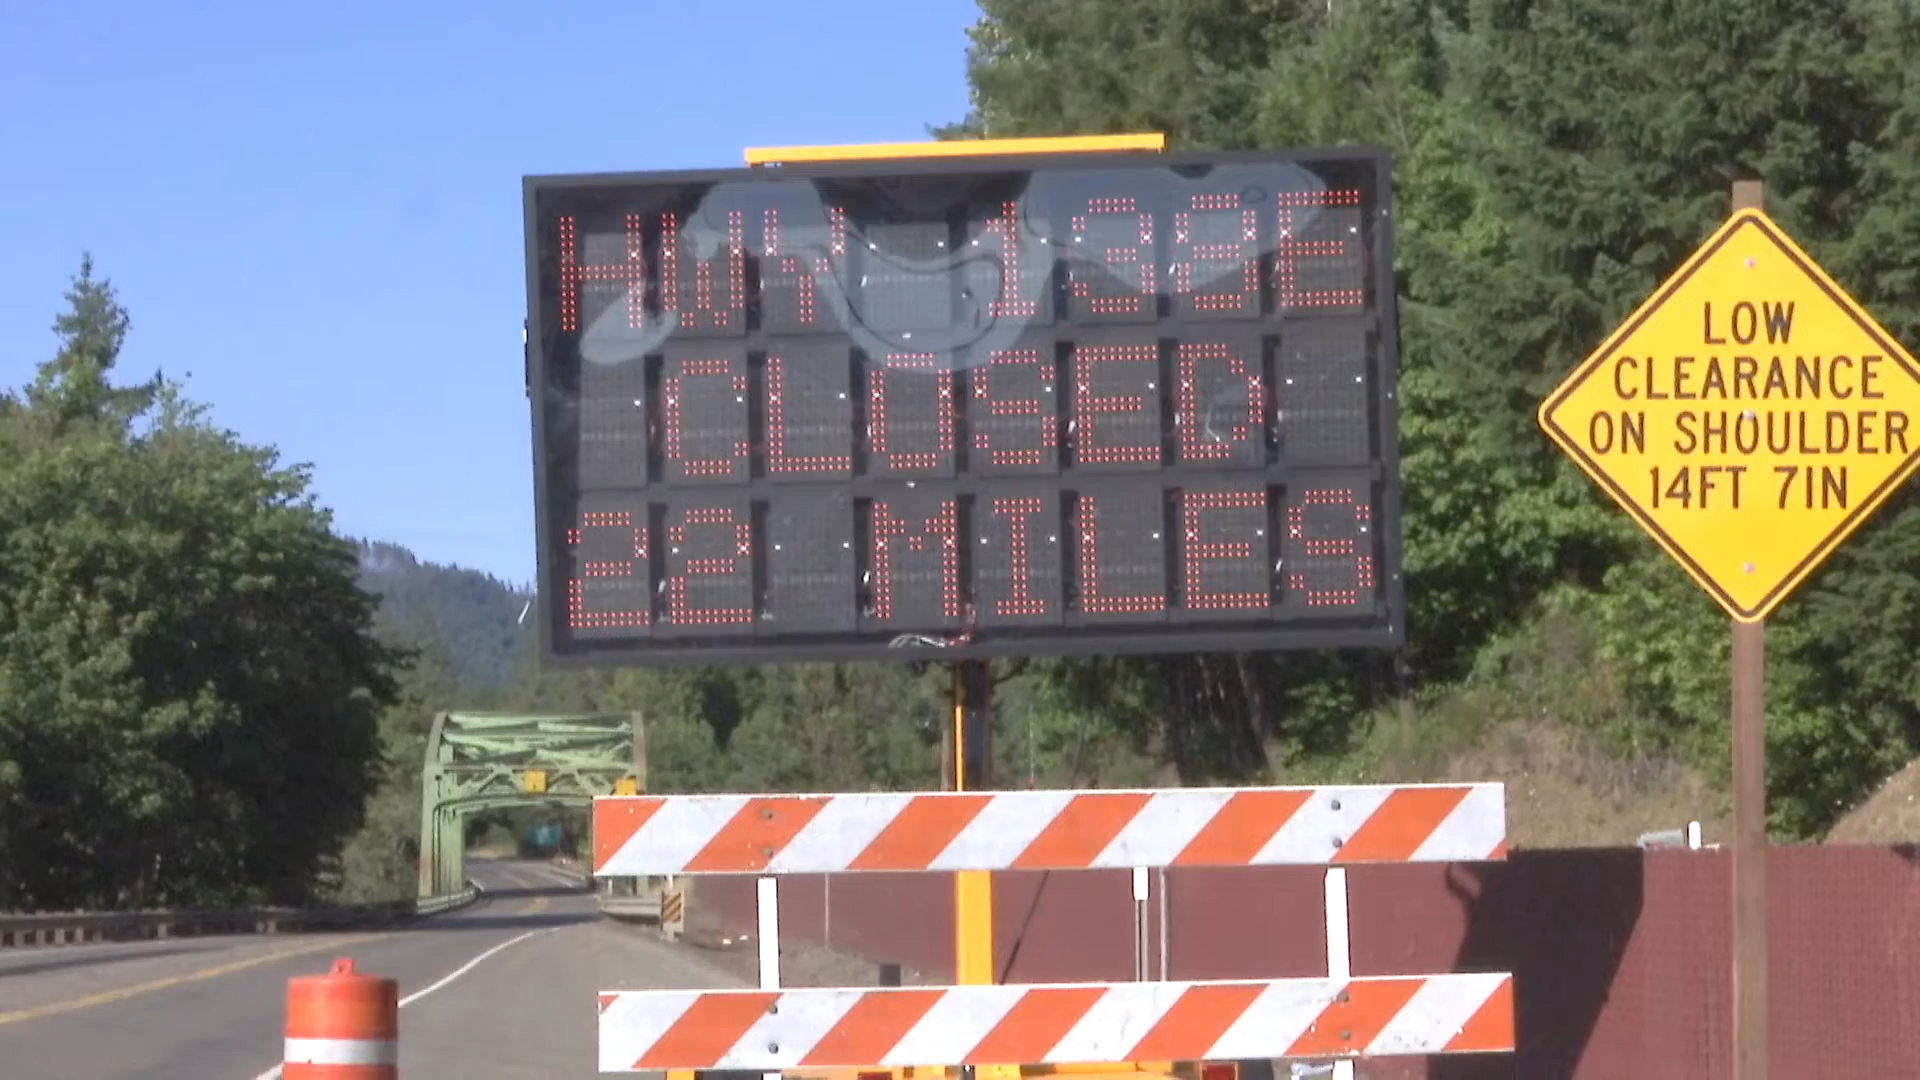 HWY 138E
CLOSED
22 MILES
LOW
CLEARANCE
ON SHOULDER
14FT 7IN